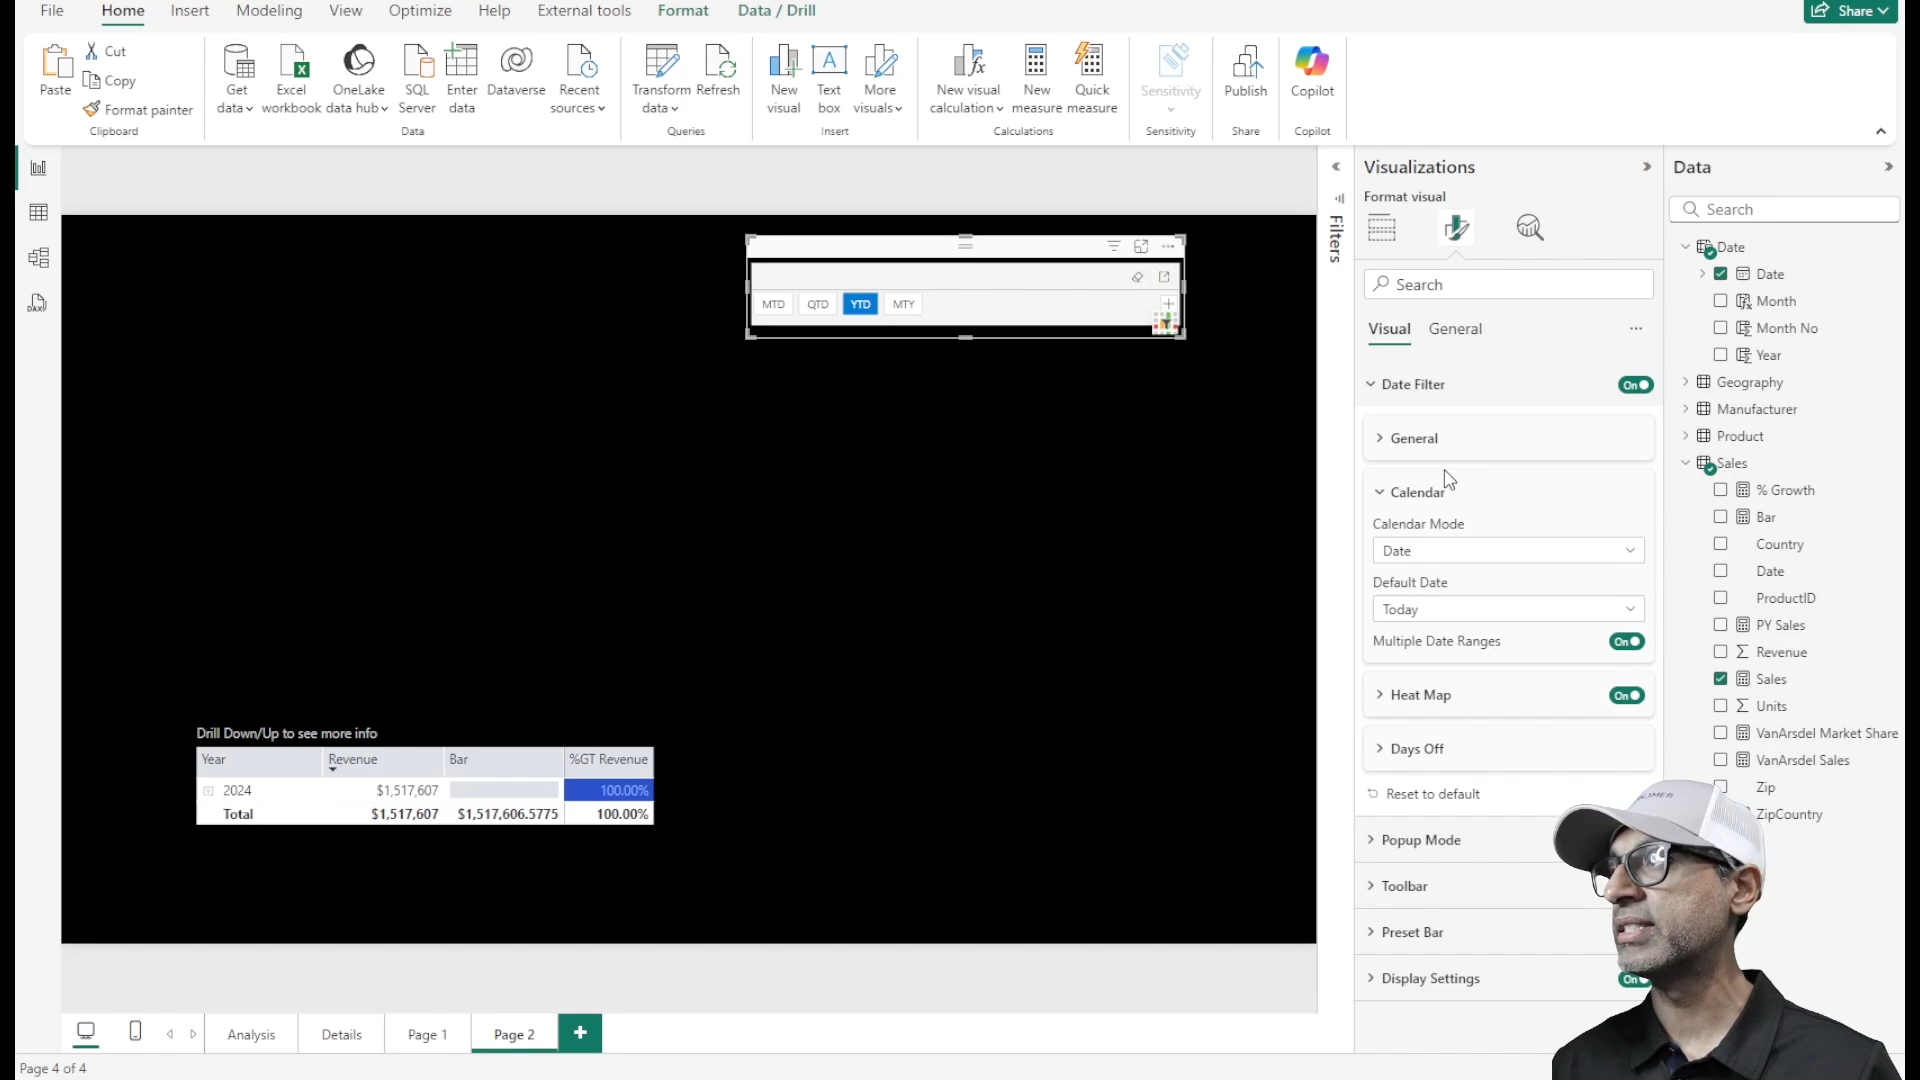 File Home Insert Modeling View Optimize Help External tools Format Data / Drill Share
Paste Cut Copy Format painter
Get data Excel workbook OneLake data hub SQL Server Enter data Dataverse Recent sources
Transform data Refresh
New visual Text box More visuals
New visual calculation New measure Quick measure
Sensitivity Publish Copilot
Clipboard Data Queries Insert Calculations Sensitivity Share Copilot
MTD QTD YTD MTY
Drill Down/Up to see more info
Year Revenue Bar %GT Revenue
2024 $1,517,607 100.00%
Total $1,517,607 $1,517,606.5775 100.00%
Filters
Visualizations
Format visual
Search
Visual General
Date Filter On
General
Calendar
Calendar Mode
Date
Default Date
Today
Multiple Date Ranges On
Heat Map On
Days Off
Reset to default
Popup Mode
Toolbar
Preset Bar
Display Settings On
Data
Search
Date
Date
Month
Month No
Year
Geography
Manufacturer
Product
Sales
% Growth
Bar
Country
Date
ProductID
PY Sales
Revenue
Sales
Units
VanArsdel Market Share
VanArsdel Sales
Zip
ZipCountry
Analysis Details Page 1 Page 2
Page 4 of 4